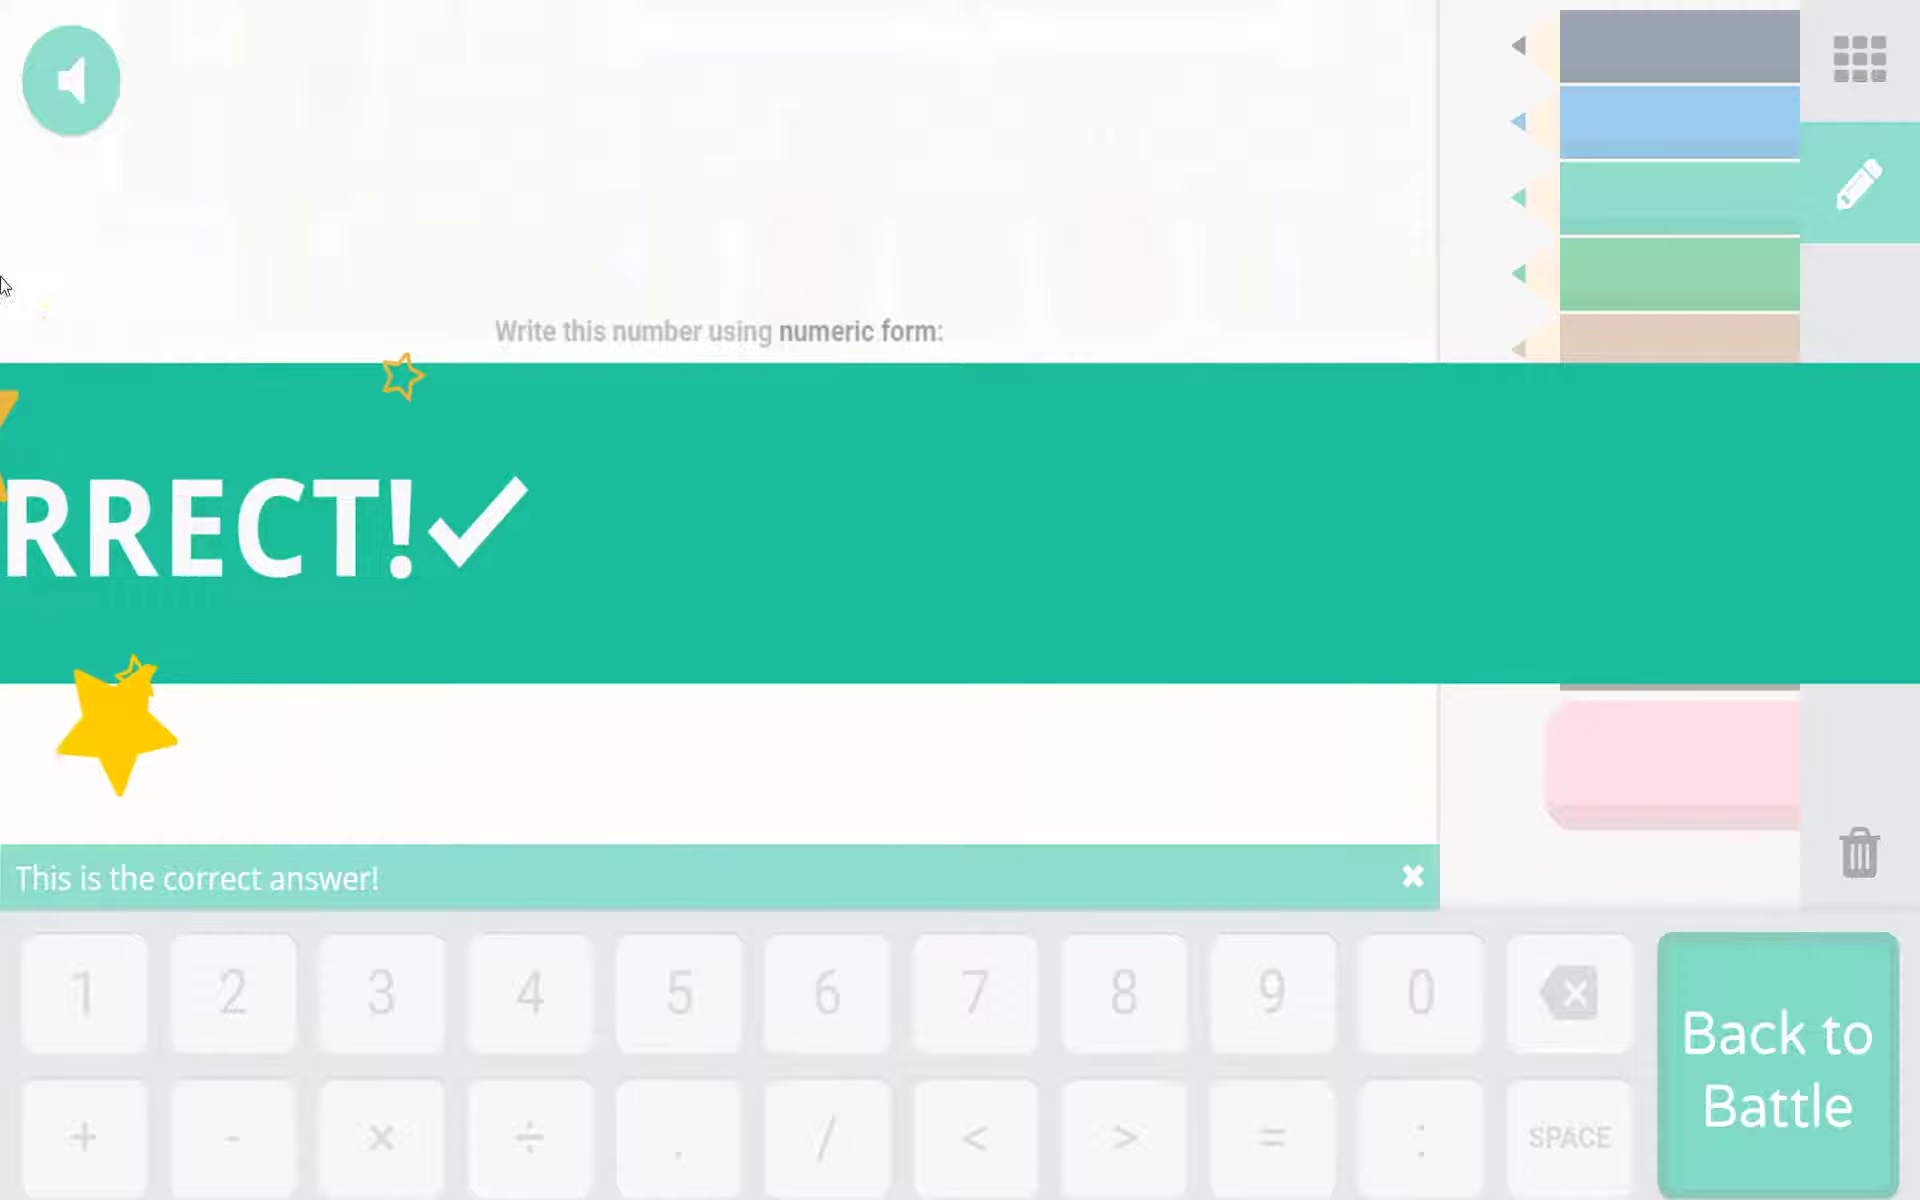 Write this number using numeric form:
RRECT!✓
This is the correct answer! ✖
1 2 3 4 5 6 7 8 9 0
+ - × ÷ . / < > = : SPACE
Back to
Battle